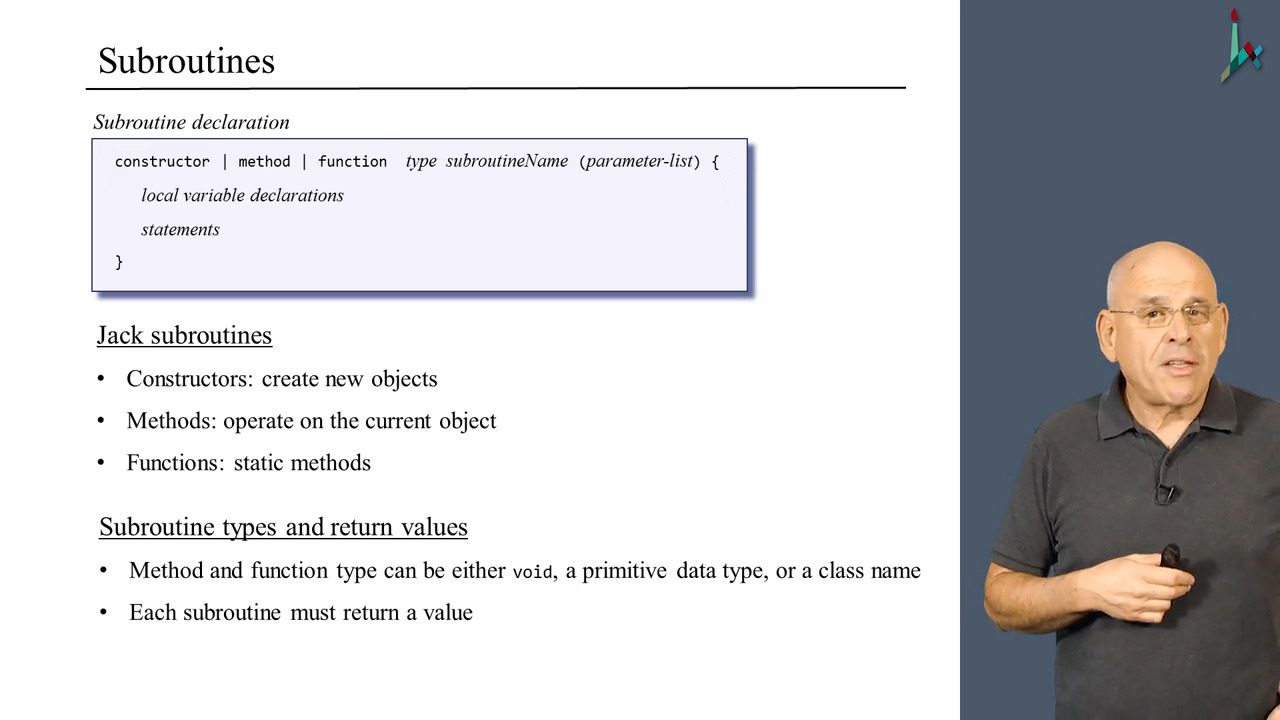 Subroutines
Subroutine declaration
constructor | method | function type subroutineName (parameter-list) {
local variable declarations
statements
}
Jack subroutines
• Constructors: create new objects
• Methods: operate on the current object
• Functions: static methods
Subroutine types and return values
• Method and function type can be either void, a primitive data type, or a class name
• Each subroutine must return a value